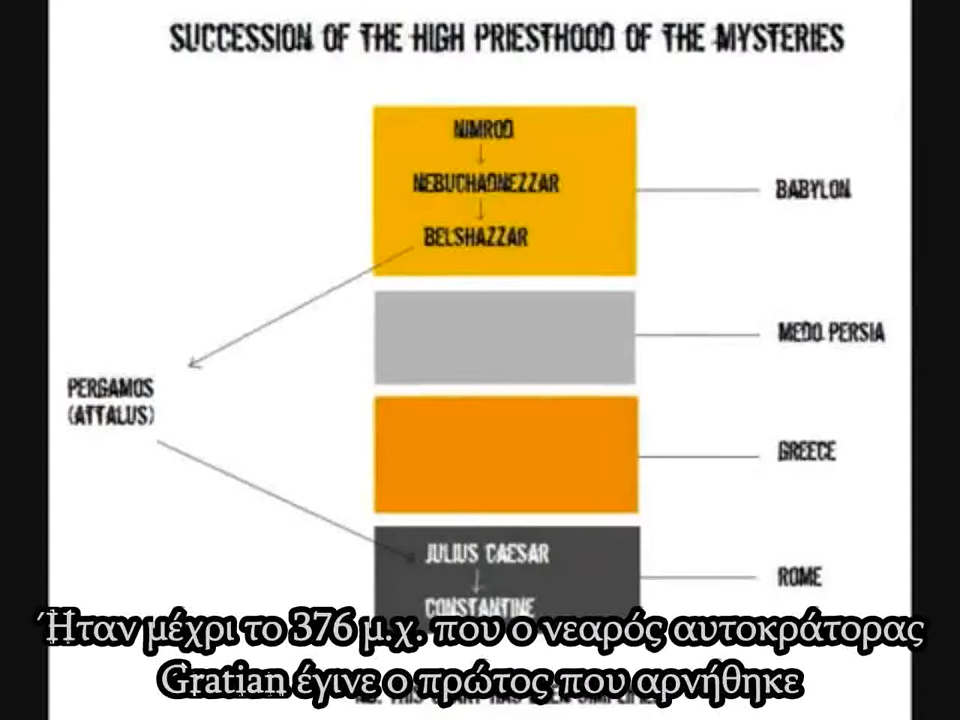 SUCCESSION OF THE HIGH PRIESTHOOD OF THE MYSTERIES
NIMROD
NEBUCHADNEZZAR
BELSHAZZAR
BABYLON
MEDO. PERSIA
PERGAMOS
(ATTALUS)
GREECE
JULIUS CAESAR
CONSTANTINE
ROME
Ήταν μέχρι το 376 μ.χ. που ο νεαρός αυτοκράτορας
Gratian έγινε ο πρώτος που αρνήθηκε